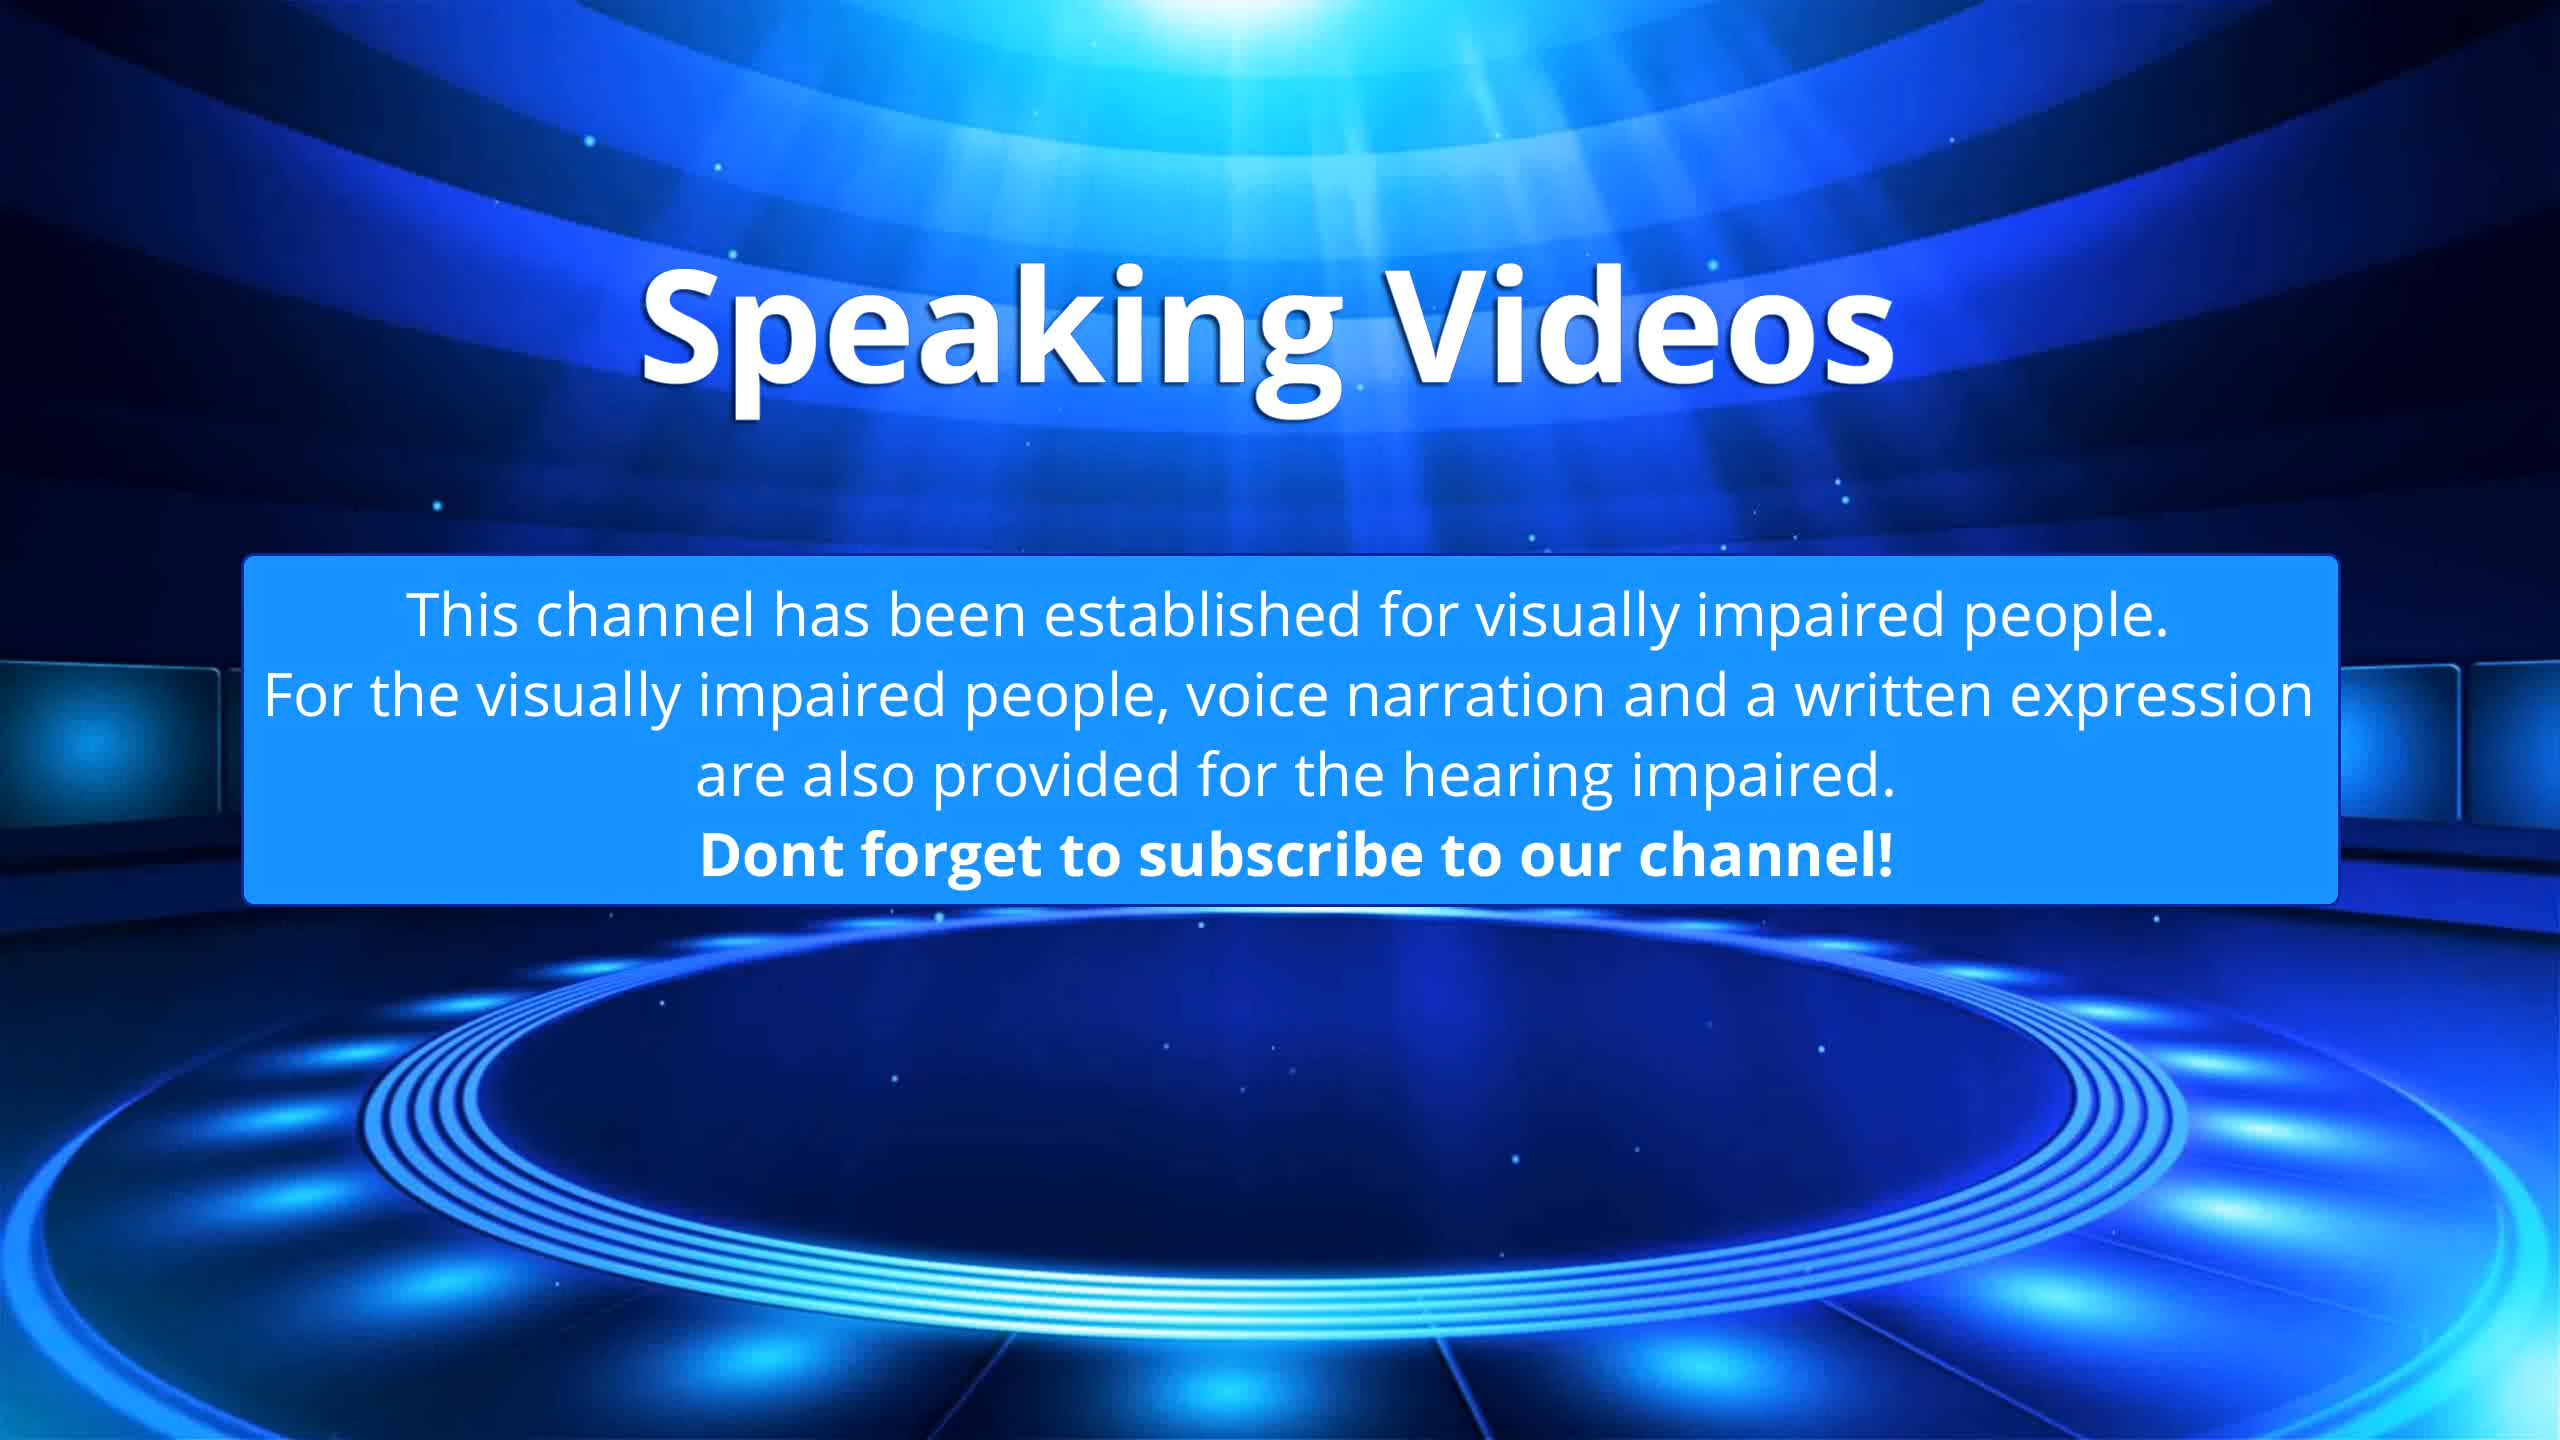 Speaking Videos
This channel has been established for visually impaired people.
For the visually impaired people, voice narration and a written expression
are also provided for the hearing impaired.
Dont forget to subscribe to our channel!